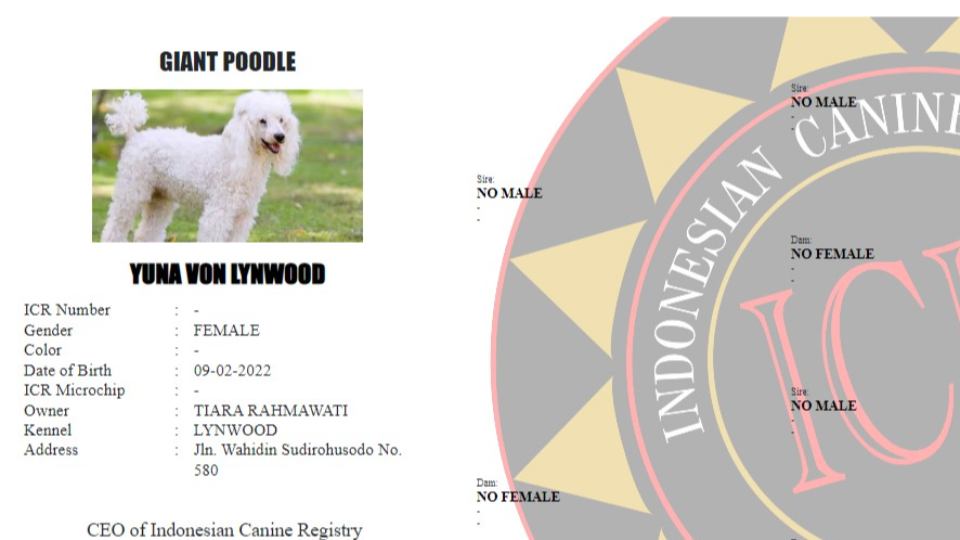 GIANT POODLE
YUNA VON LYNWOOD
ICR Number : -
Gender : FEMALE
Color : -
Date of Birth : 09-02-2022
ICR Microchip : -
Owner : TIARA RAHMAWATI
Kennel : LYNWOOD
Address : Jln. Wahidin Sudirohusodo No.
580
CEO of Indonesian Canine Registry
Sire:
NO MALE
-
-
Dam:
NO FEMALE
-
-
Sire:
NO MALE
-
-
Dam:
NO FEMALE
-
-
Sire:
NO MALE
-
-
INDONESIAN CANINE